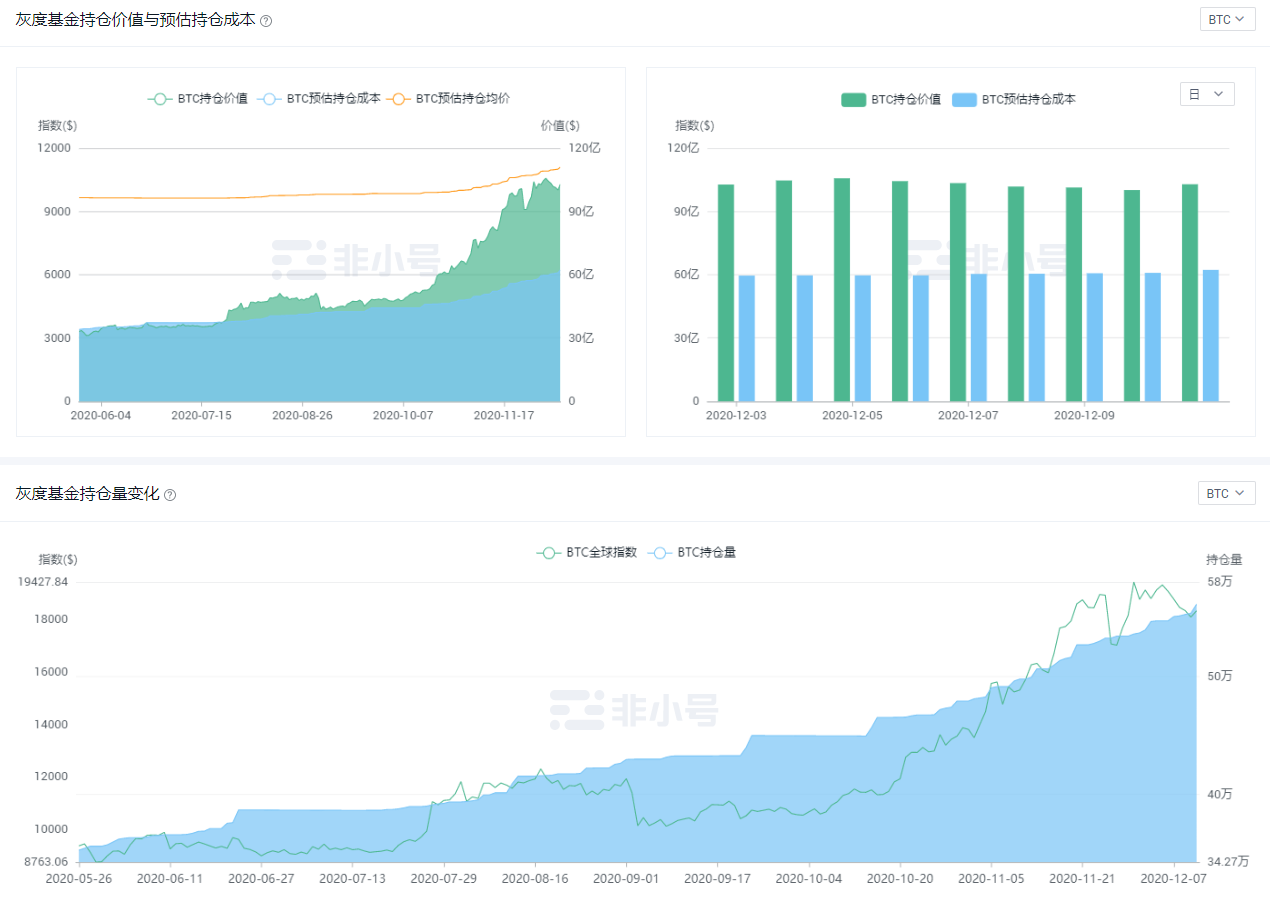 灰度基金持仓价值与预估持仓成本 ?
BTC
BTC持仓价值 BTC预估持仓成本 BTC预估持仓均价
指数($) 价值($)
12000 120亿
9000 90亿
6000 60亿
3000 30亿
0 0
2020-06-04 2020-07-15 2020-08-26 2020-10-07 2020-11-17
非小号
BTC持仓价值 BTC预估持仓成本
日
指数($)
120亿
90亿
60亿
30亿
0
2020-12-03 2020-12-05 2020-12-07 2020-12-09
非小号
灰度基金持仓量变化 ?
BTC
BTC全球指数 BTC持仓量
指数($) 持仓量
19427.84 58万
18000
16000 50万
14000
12000
10000 40万
8763.06 34.27万
非小号
2020-05-26 2020-06-11 2020-06-27 2020-07-13 2020-07-29 2020-08-16 2020-09-01 2020-09-17 2020-10-04 2020-10-20 2020-11-05 2020-11-21 2020-12-07